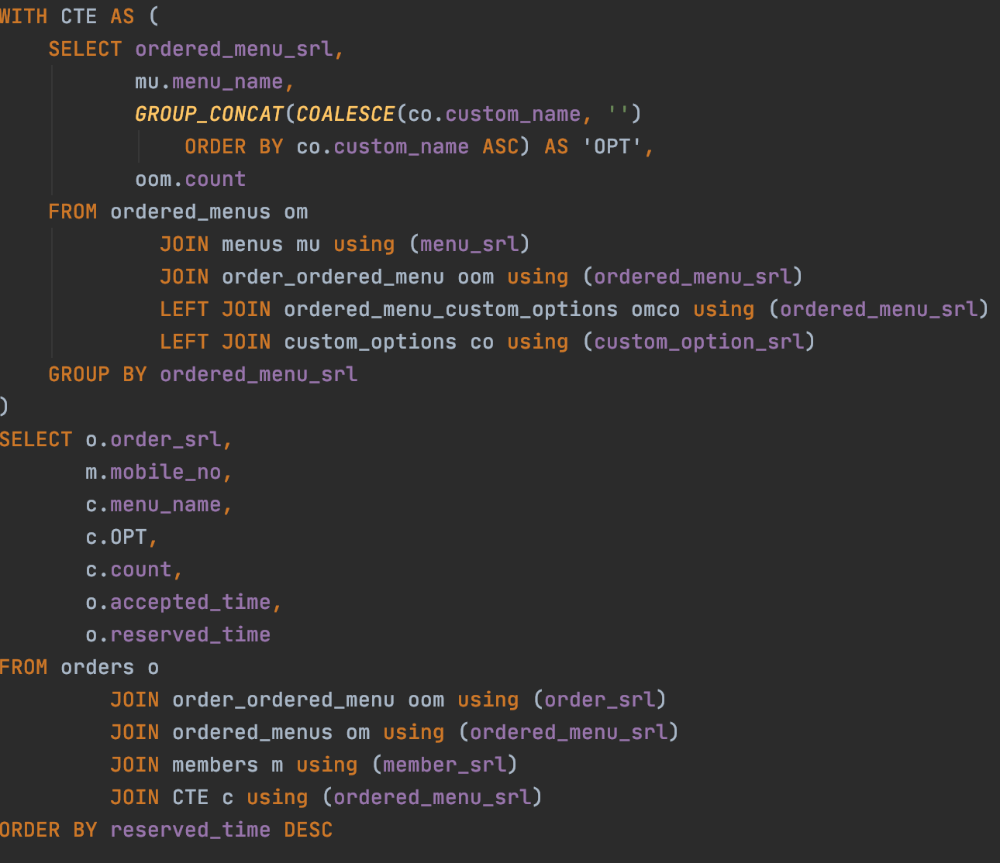 WITH CTE AS (
    SELECT ordered_menu_srl,
           mu.menu_name,
           GROUP_CONCAT(COALESCE(co.custom_name, '')
               ORDER BY co.custom_name ASC) AS 'OPT',
           oom.count
    FROM ordered_menus om
             JOIN menus mu using (menu_srl)
             JOIN order_ordered_menu oom using (ordered_menu_srl)
             LEFT JOIN ordered_menu_custom_options omco using (ordered_menu_srl)
             LEFT JOIN custom_options co using (custom_option_srl)
    GROUP BY ordered_menu_srl
)
SELECT o.order_srl,
       m.mobile_no,
       c.menu_name,
       c.OPT,
       c.count,
       o.accepted_time,
       o.reserved_time
FROM orders o
         JOIN order_ordered_menu oom using (order_srl)
         JOIN ordered_menus om using (ordered_menu_srl)
         JOIN members m using (member_srl)
         JOIN CTE c using (ordered_menu_srl)
ORDER BY reserved_time DESC